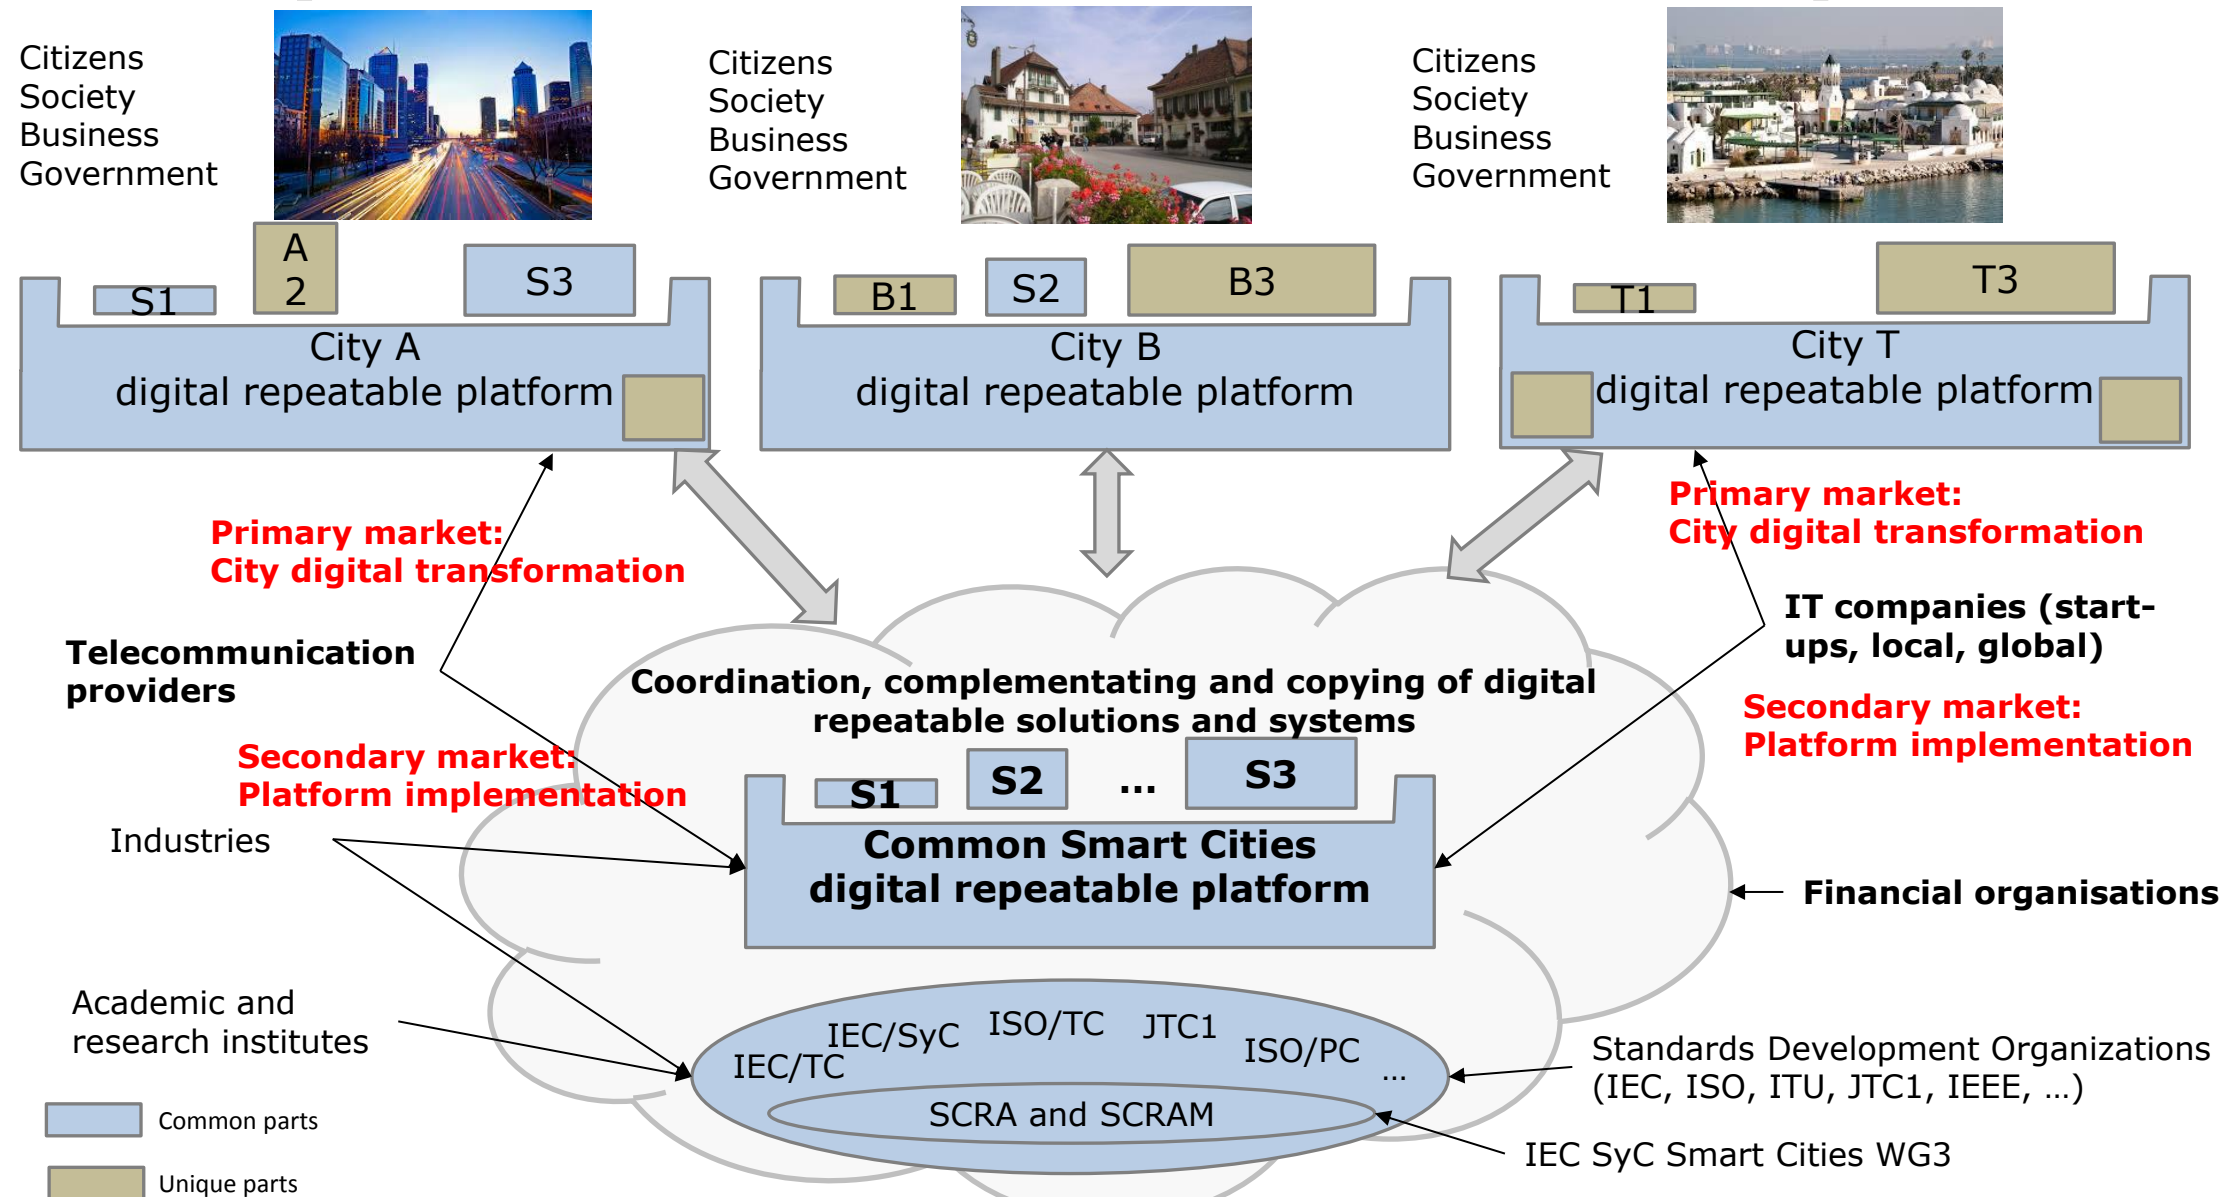 Citizens
Society
Business
Government
Citizens
Society
Business
Government
Citizens
Society
Business
Government
S1
A
2
S3
City A
digital repeatable platform
B1
S2
B3
City B
digital repeatable platform
T1
T3
City T
digital repeatable platform
Primary market:
City digital transformation
Primary market:
City digital transformation
Telecommunication
providers
IT companies (start-
ups, local, global)
Coordination, complementating and copying of digital
repeatable solutions and systems
Secondary market:
Platform implementation
Secondary market:
Platform implementation
S1
S2
...
S3
Industries
Common Smart Cities
digital repeatable platform
Financial organisations
Academic and
research institutes
IEC/TC
IEC/SyC
ISO/TC
JTC1
ISO/PC
...
SCRA and SCRAM
Standards Development Organizations
(IEC, ISO, ITU, JTC1, IEEE, ...)
IEC SyC Smart Cities WG3
Common parts
Unique parts